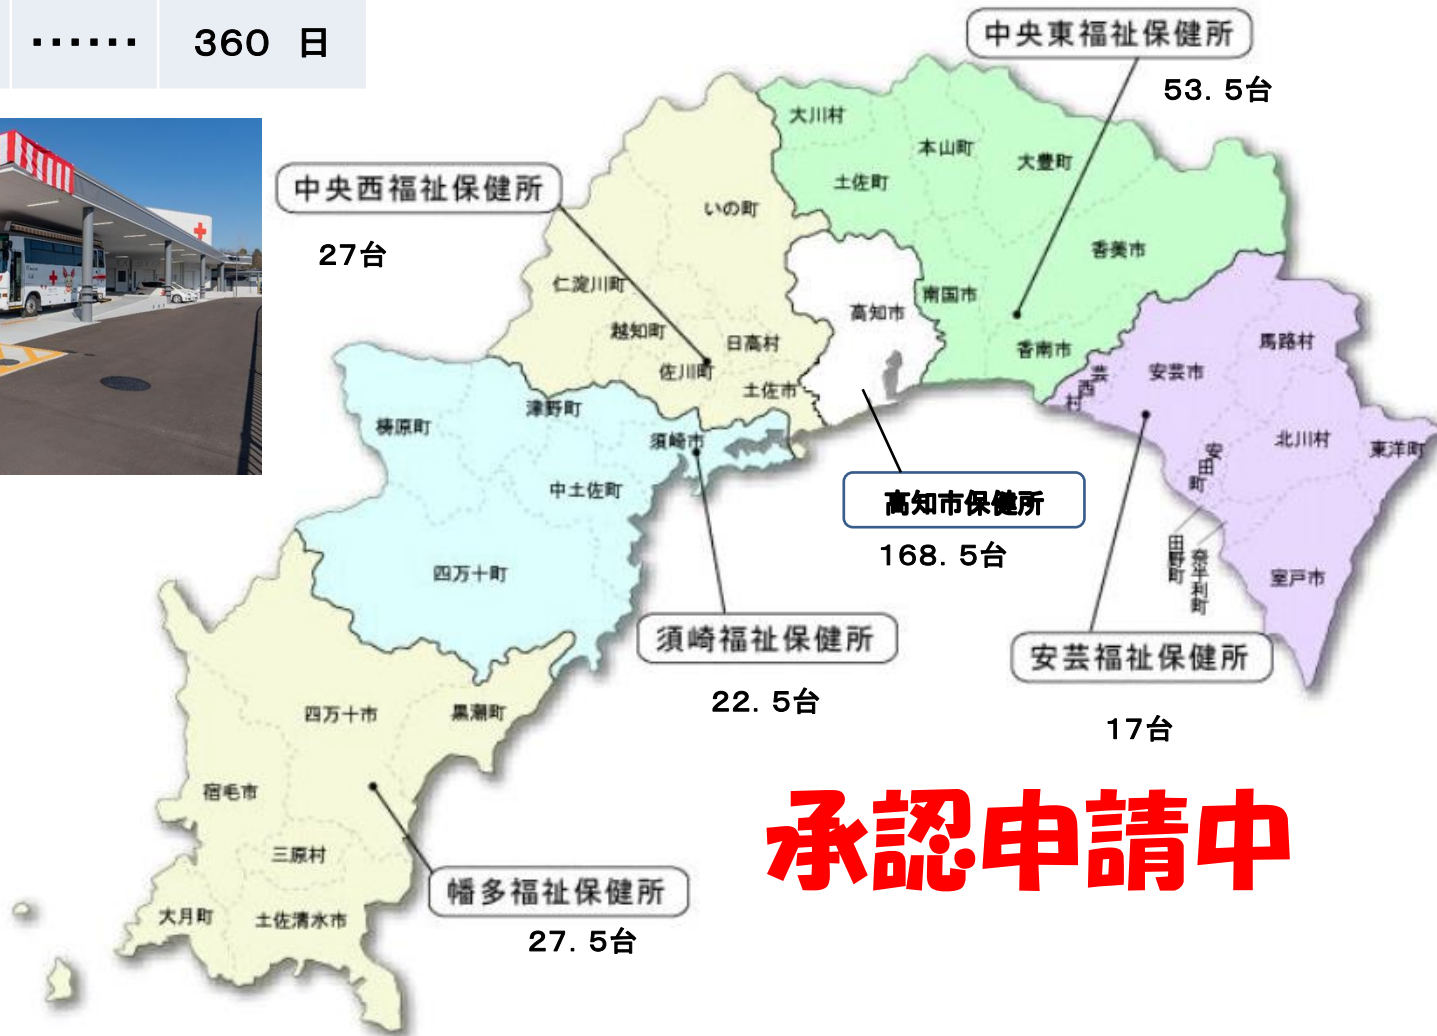 ‥‥‥ 360 日
中央東福祉保健所
53. 5台
大川村
本山町
大豊町
土佐町
中央西福祉保健所
27台
いの町
香美市
仁淀川町
南国市
高知市
越知町
日高村
香南市
馬路村
佐川町
土佐市
芸西村
安芸市
津野町
梼原町
須崎市
北川村
東洋町
安田町
中土佐町
高知市保健所
168. 5台
田野町
奈半利町
四万十町
室戸市
須崎福祉保健所
22. 5台
安芸福祉保健所
17台
四万十市
黒潮町
宿毛市
承認申請中
三原村
幡多福祉保健所
27. 5台
大月町
土佐清水市